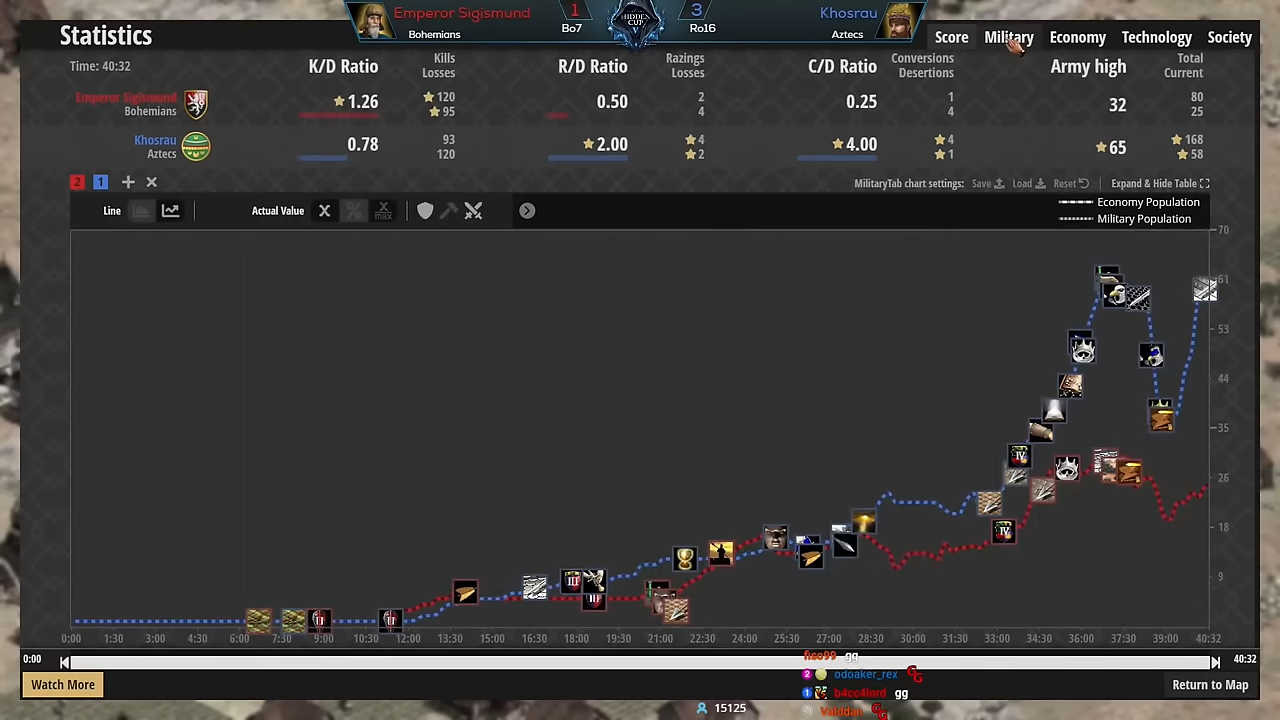 Emperor Sigismund 1 3 Khosrau
Bohemians Bo7 HIDDEN CUP Ro16 Aztecs
Statistics
Score Military Economy Technology Society
Time: 40:32
K/D Ratio
Kills
Losses
R/D Ratio
Razings
Losses
C/D Ratio
Conversions
Desertions
Army high
Total
Current
Emperor Sigismund
Bohemians
1.26
120
95
0.50
2
4
0.25
1
4
32
80
25
Khosrau
Aztecs
0.78
93
120
2.00
4
2
4.00
4
1
65
168
58
2 1
MilitaryTab chart settings: Save Load Reset Expand & Hide Table
Line Actual Value X % X max
Economy Population
Military Population
70
61
53
44
35
26
18
9
0:00 1:30 3:00 4:30 6:00 7:30 9:00 10:30 12:00 13:30 15:00 16:30 18:00 19:30 21:00 22:30 24:00 25:30 27:00 28:30 30:00 31:30 33:00 34:30 36:00 37:30 39:00 40:32
0:00 40:32
fiso99 gg
Watch More
2 odoaker_rex GG
Return to Map
1 b4cc4lord gg
15125